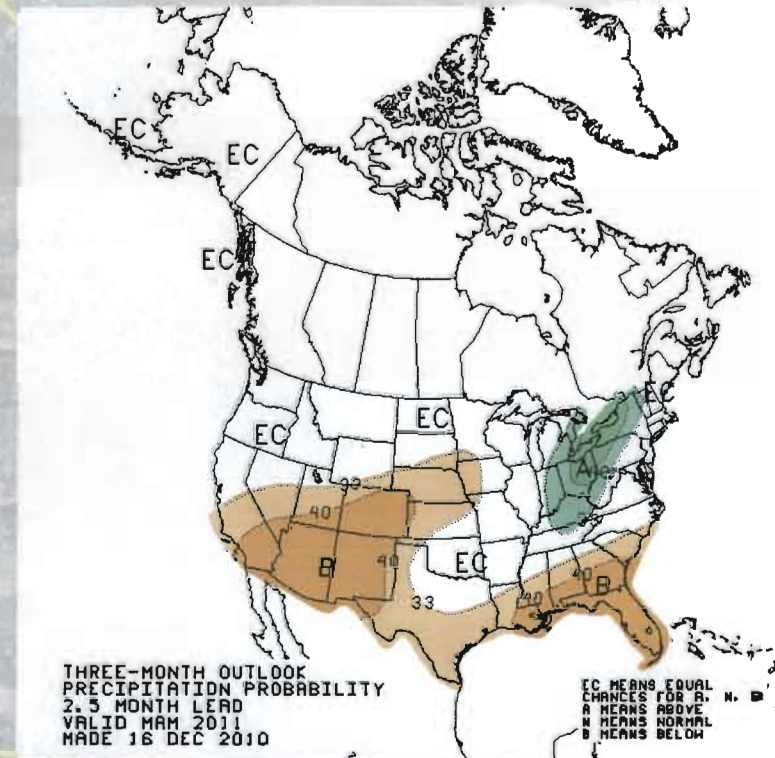 EC
EC
EC
EC
EC
EC
A
33
40
B
40
EC
33
40
40
B
THREE-MONTH OUTLOOK
PRECIPITATION PROBABILITY
2.5 MONTH LEAD
VALID MAM 2011
MADE 16 DEC 2010
EC MEANS EQUAL
CHANCES FOR A, N, B
A MEANS ABOVE
N MEANS NORMAL
B MEANS BELOW